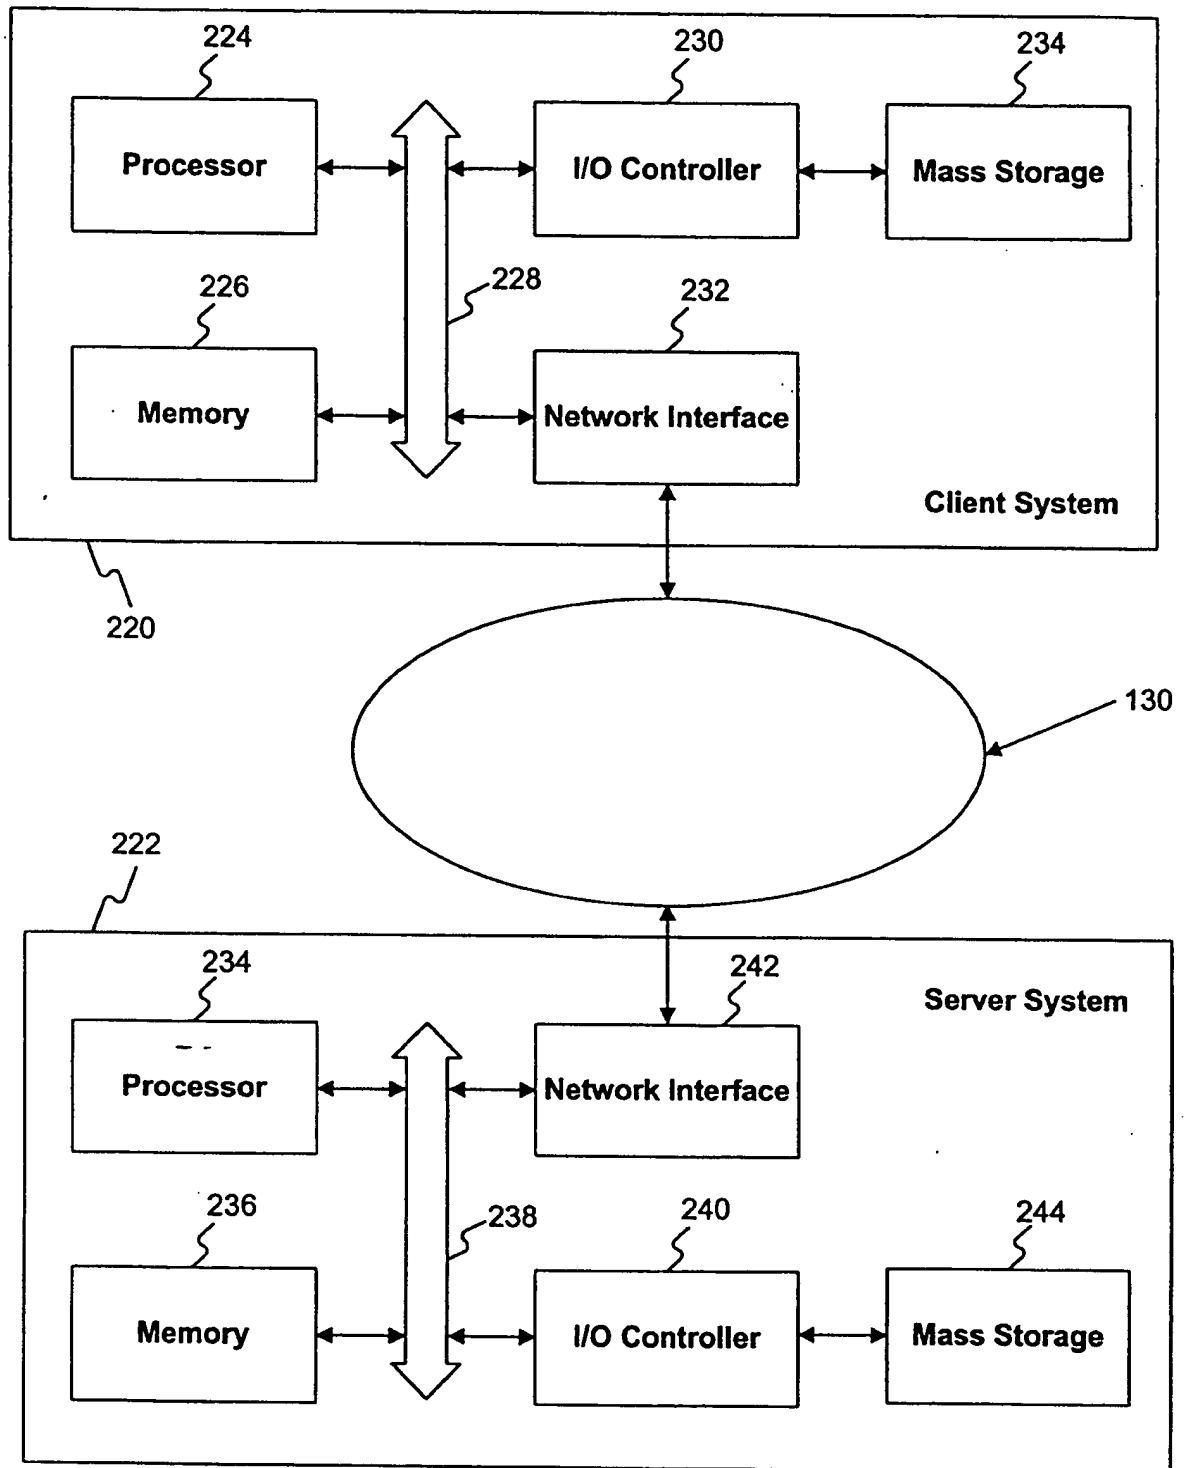 224
230
234
Processor
I/O Controller
Mass Storage
226
228
232
Memory
Network Interface
Client System
220
130
222
234
242
Server System
Processor
Network Interface
236
238
240
244
Memory
I/O Controller
Mass Storage